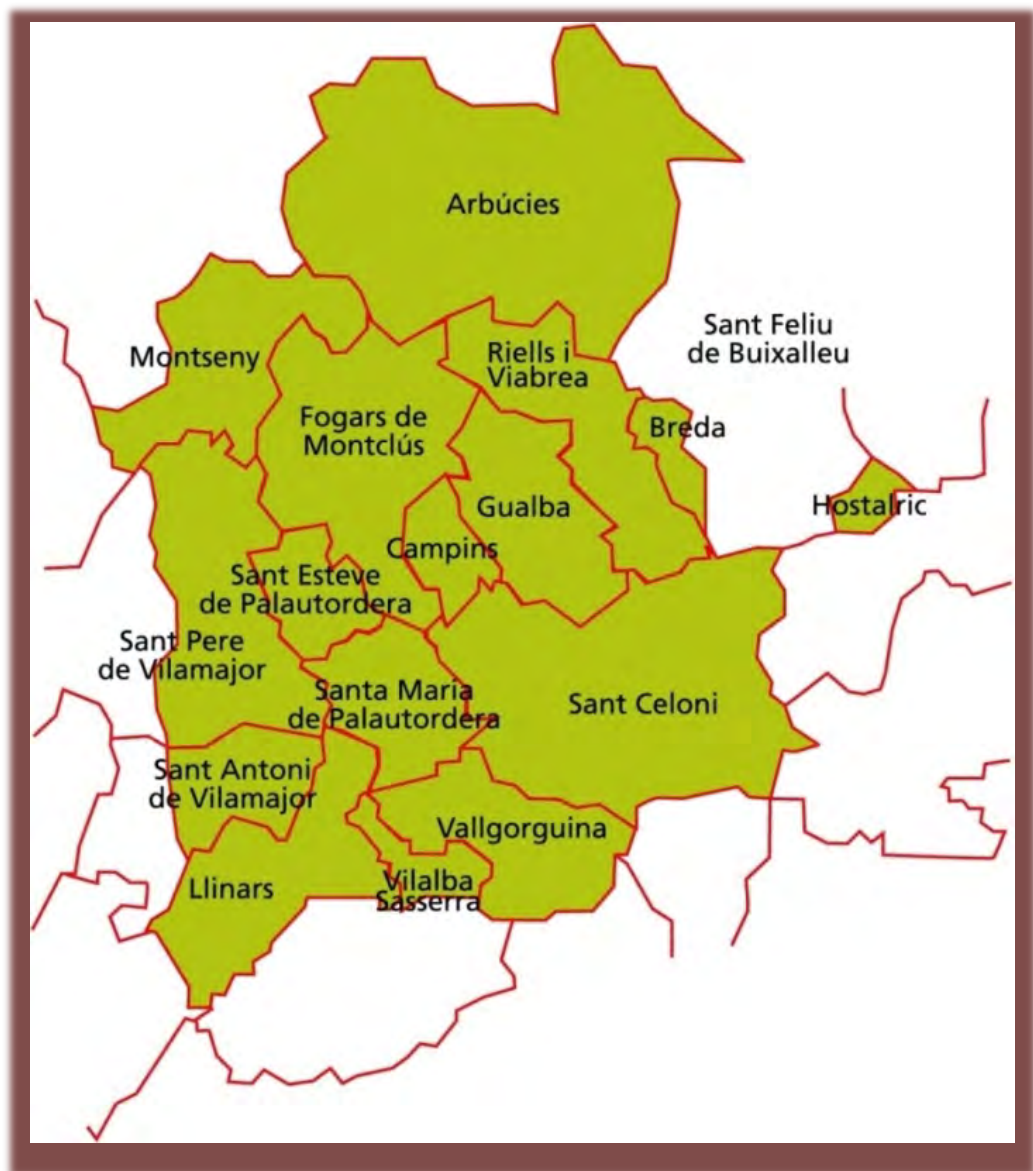 Arbúcies
Sant Feliu
de Buixalleu
Montseny
Riells i
Viabrea
Fogars de
Montclús
Breda
Gualba
Hostalric
Campins
Sant Esteve
de Palautordera
Sant Pere
de Vilamajor
Santa María
de Palautordera
Sant Celoni
Sant Antoni
de Vilamajor
Vallgorguina
Llinars
Vilalba
Sasserra